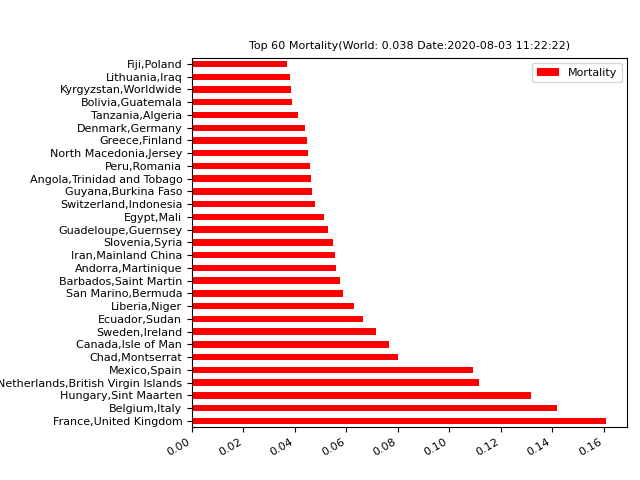 Top 60 Mortality(World: 0.038 Date:2020-08-03 11:22:22)
Mortality
Fiji,Poland
Lithuania,Iraq
Kyrgyzstan,Worldwide
Bolivia,Guatemala
Tanzania,Algeria
Denmark,Germany
Greece,Finland
North Macedonia,Jersey
Peru,Romania
Angola,Trinidad and Tobago
Guyana,Burkina Faso
Switzerland,Indonesia
Egypt,Mali
Guadeloupe,Guernsey
Slovenia,Syria
Iran,Mainland China
Andorra,Martinique
Barbados,Saint Martin
San Marino,Bermuda
Liberia,Niger
Ecuador,Sudan
Sweden,Ireland
Canada,Isle of Man
Chad,Montserrat
Mexico,Spain
Netherlands,British Virgin Islands
Hungary,Sint Maarten
Belgium,Italy
France,United Kingdom
0.00 0.02 0.04 0.06 0.08 0.10 0.12 0.14 0.16